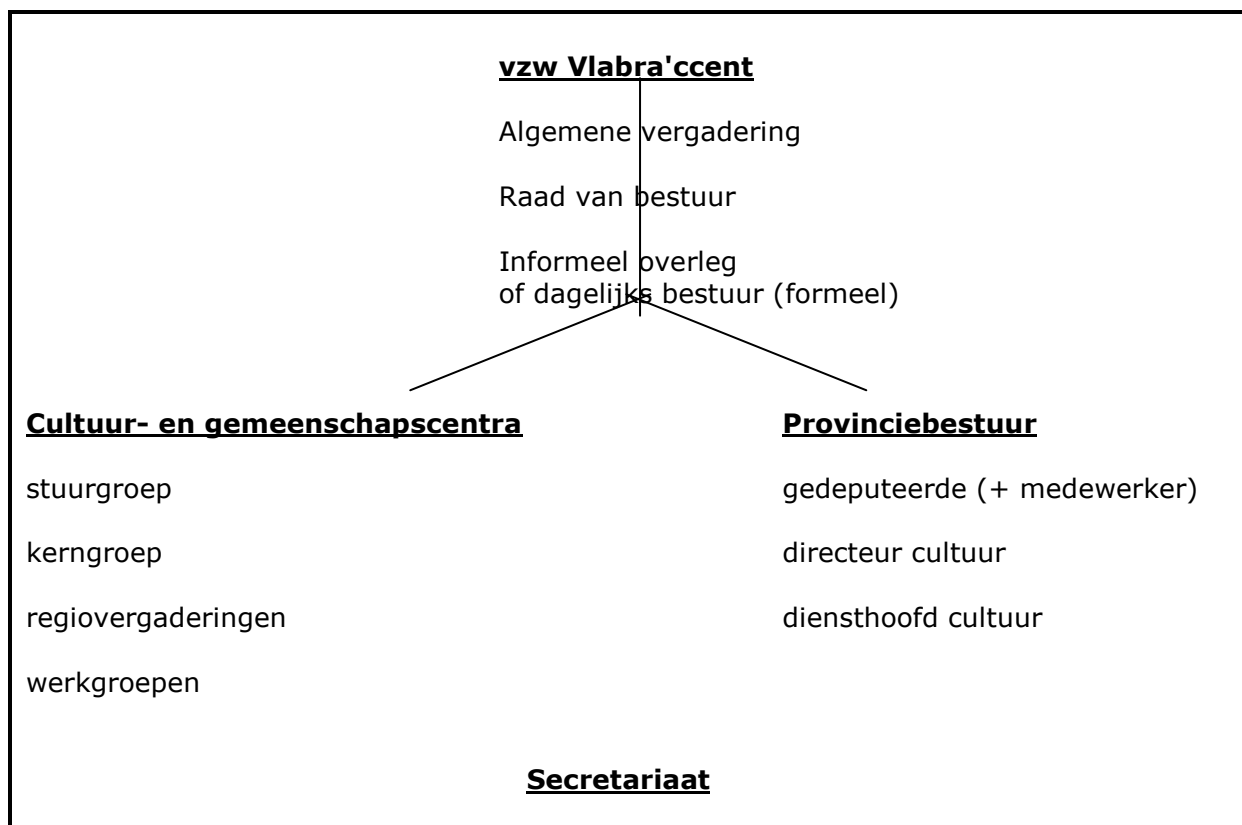 vzw Vlabra'ccent
Algemene vergadering
Raad van bestuur
Informeel overleg
of dagelijks bestuur (formeel)
Cultuur- en gemeenschapscentra
stuurgroep
kerngroep
regiovergaderingen
werkgroepen
Provinciebestuur
gedeputeerde (+ medewerker)
directeur cultuur
diensthoofd cultuur
Secretariaat